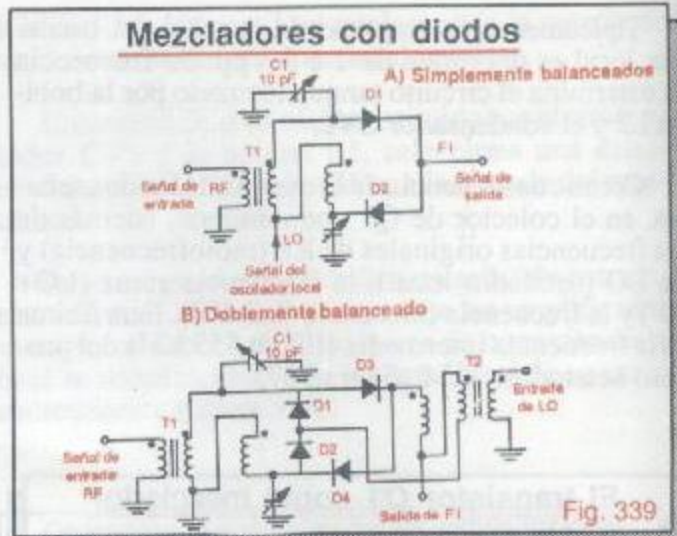 Mezcladores con diodos
A) Simplemente balanceados
C1
10 pF
D1
T1
RF
Señal de
entrada
FI
Señal de
salida
D2
LO
Señal del
oscilador local
B) Doblemente balanceado
C1
10 pF
D3
T2
Entrada
de LO
T1
D1
D2
Señal de
entrada
RF
D4
Salida de FI
Fig. 339